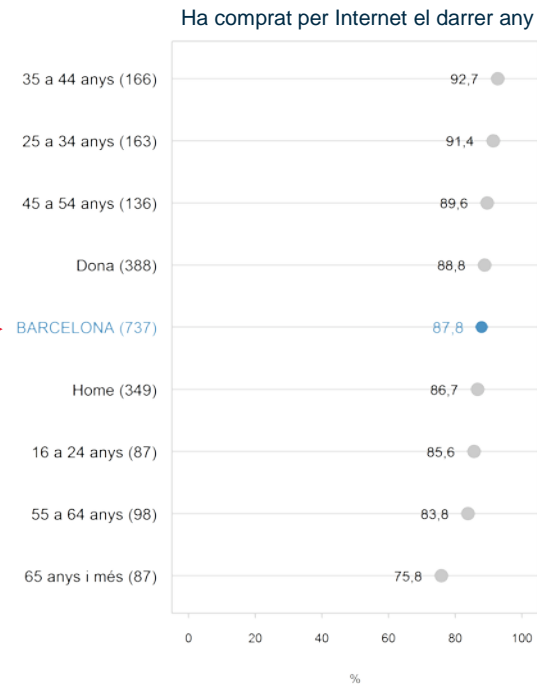 Ha comprat per Internet el darrer any
35 a 44 anys (166) 92,7
25 a 34 anys (163) 91,4
45 a 54 anys (136) 89,6
Dona (388) 88,8
BARCELONA (737) 87,8
Home (349) 86,7
16 a 24 anys (87) 85,6
55 a 64 anys (98) 83,8
65 anys i més (87) 75,8
0 20 40 60 80 100
%